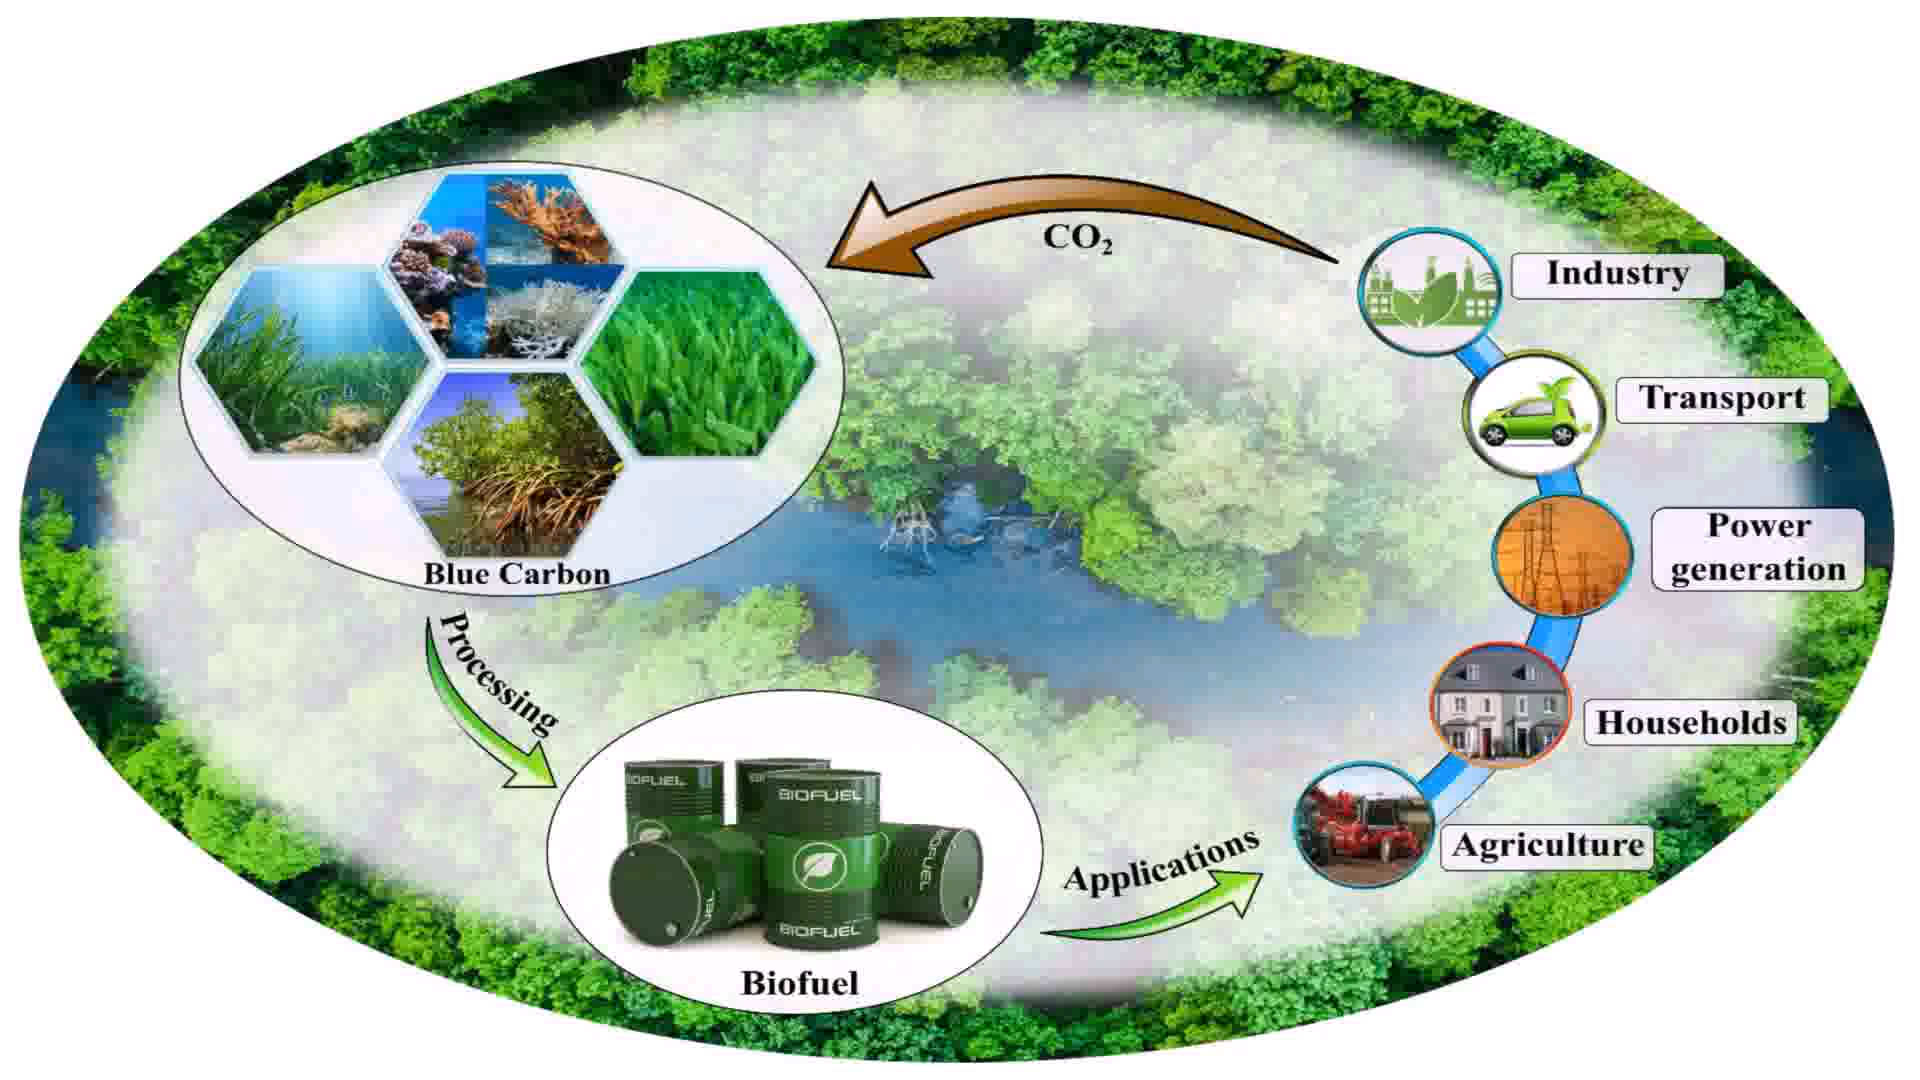 CO₂
Industry
Transport
Power
generation
Households
Agriculture
Blue Carbon
Processing
BIOFUEL
BIOFUEL
BIOFUEL
BIOFUEL
Biofuel
Applications